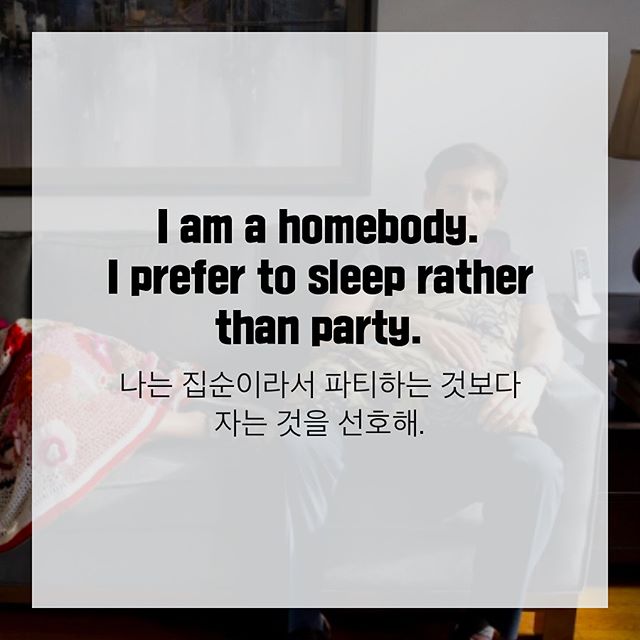 I am a homebody.
I prefer to sleep rather
than party.
나는 집순이라서 파티하는 것보다
자는 것을 선호해.